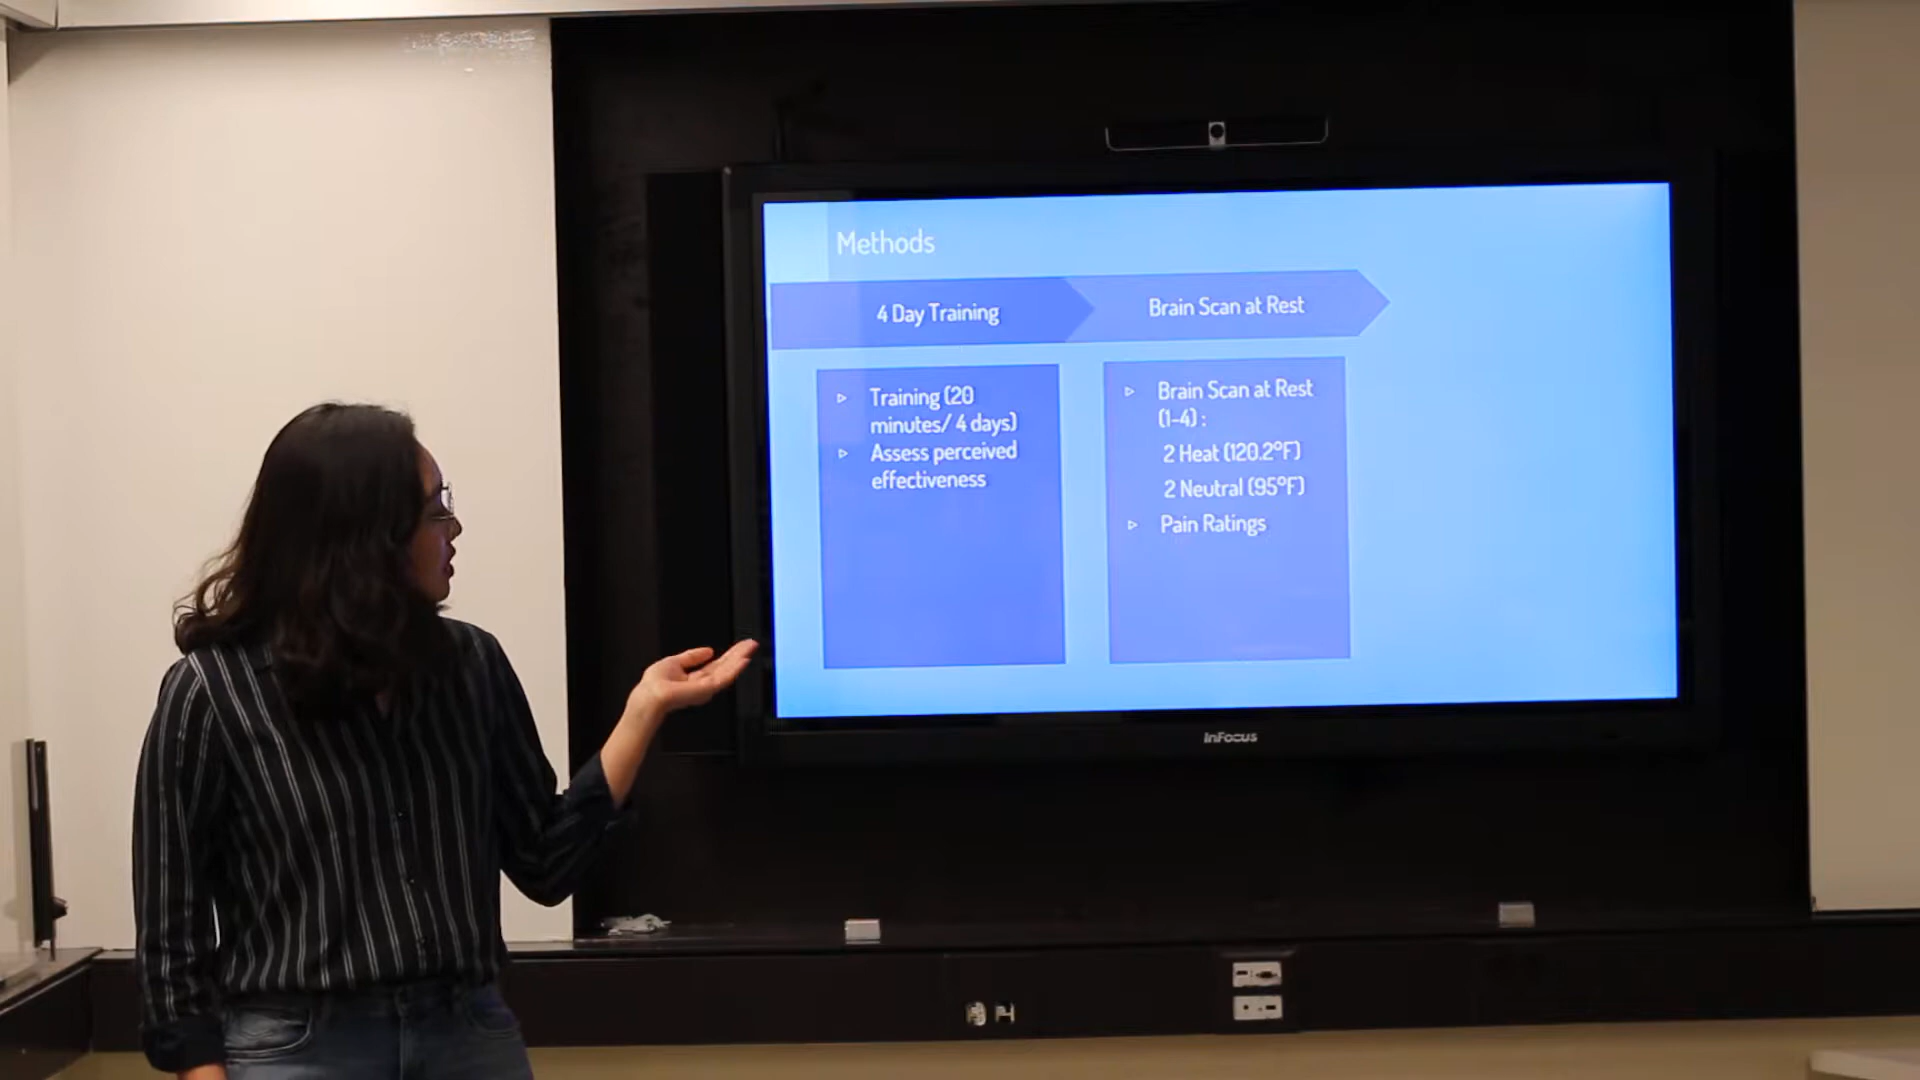 Methods
4 Day Training
Brain Scan at Rest
Training (20
minutes/ 4 days)
Assess perceived
effectiveness
Brain Scan at Rest
(1-4) :
2 Heat (120.2°F)
2 Neutral (95°F)
Pain Ratings
InFocus